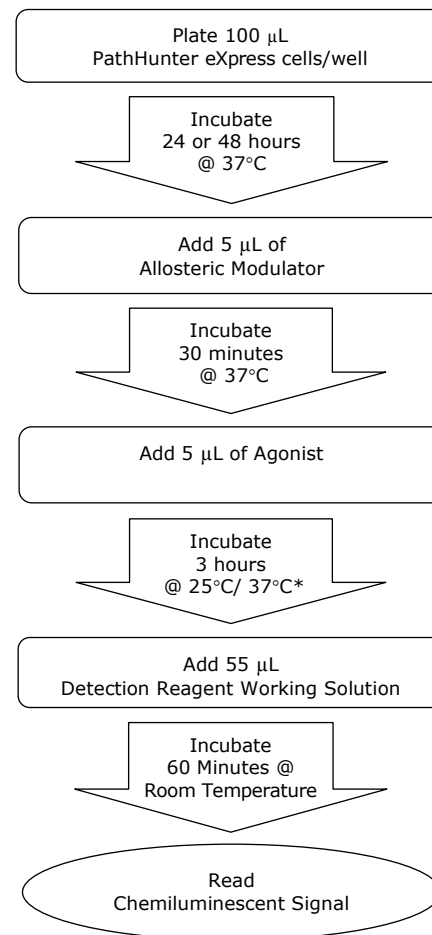 Plate 100 µL
PathHunter eXpress cells/well
Incubate
24 or 48 hours
@ 37°C
Add 5 µL of
Allosteric Modulator
Incubate
30 minutes
@ 37°C
Add 5 µL of Agonist
Incubate
3 hours
@ 25°C/ 37°C*
Add 55 µL
Detection Reagent Working Solution
Incubate
60 Minutes @
Room Temperature
Read
Chemiluminescent Signal